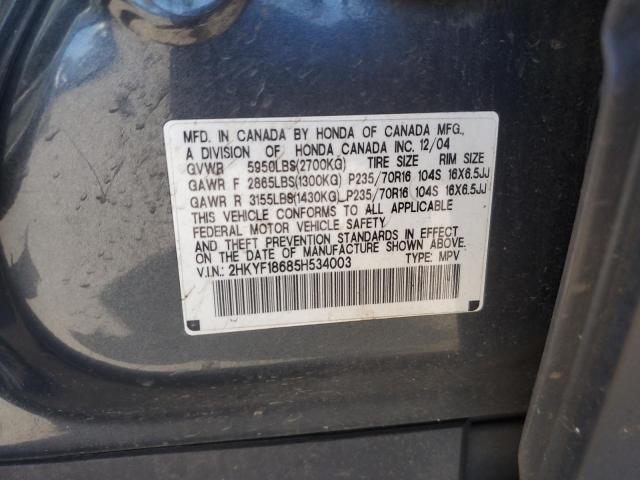 MFD. IN CANADA BY HONDA OF CANADA MFG.,
A DIVISION OF HONDA CANADA INC. 12/04
GVWR 5950LBS(2700KG) TIRE SIZE RIM SIZE
GAWR F 2865LBS(1300KG) P235/70R16 104S 16X6.5JJ
GAWR R 3155LBS(1430KG) P235/70R16 104S 16X6.5JJ
THIS VEHICLE CONFORMS TO ALL APPLICABLE
FEDERAL MOTOR VEHICLE SAFETY
AND THEFT PREVENTION STANDARDS IN EFFECT
ON THE DATE OF MANUFACTURE SHOWN ABOVE.
V.I.N.: 2HKYF18685H534003 TYPE: MPV